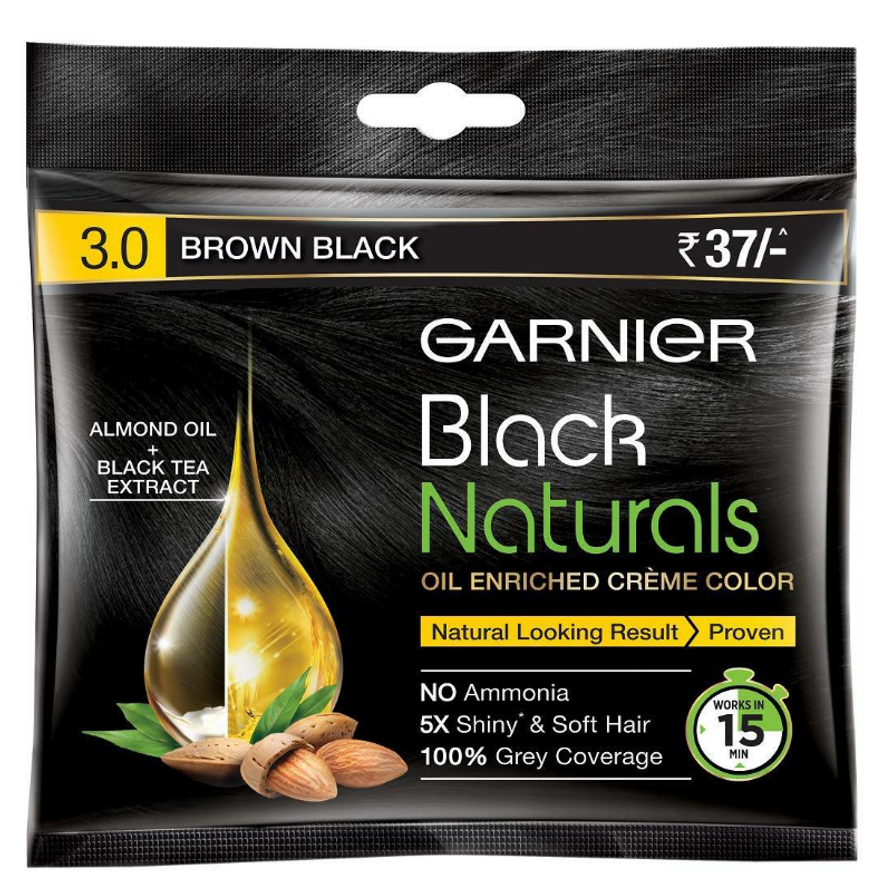 3.0 BROWN BLACK ₹37/-^
GARNIER
Black
Naturals
OIL ENRICHED CRÈME COLOR
ALMOND OIL
+
BLACK TEA
EXTRACT
Natural Looking Result > Proven
NO Ammonia
5X Shiny* & Soft Hair
100% Grey Coverage
WORKS IN
15
MIN